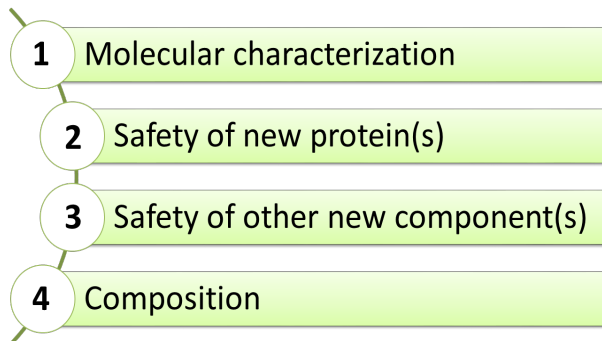 1 Molecular characterization
2 Safety of new protein(s)
3 Safety of other new component(s)
4 Composition